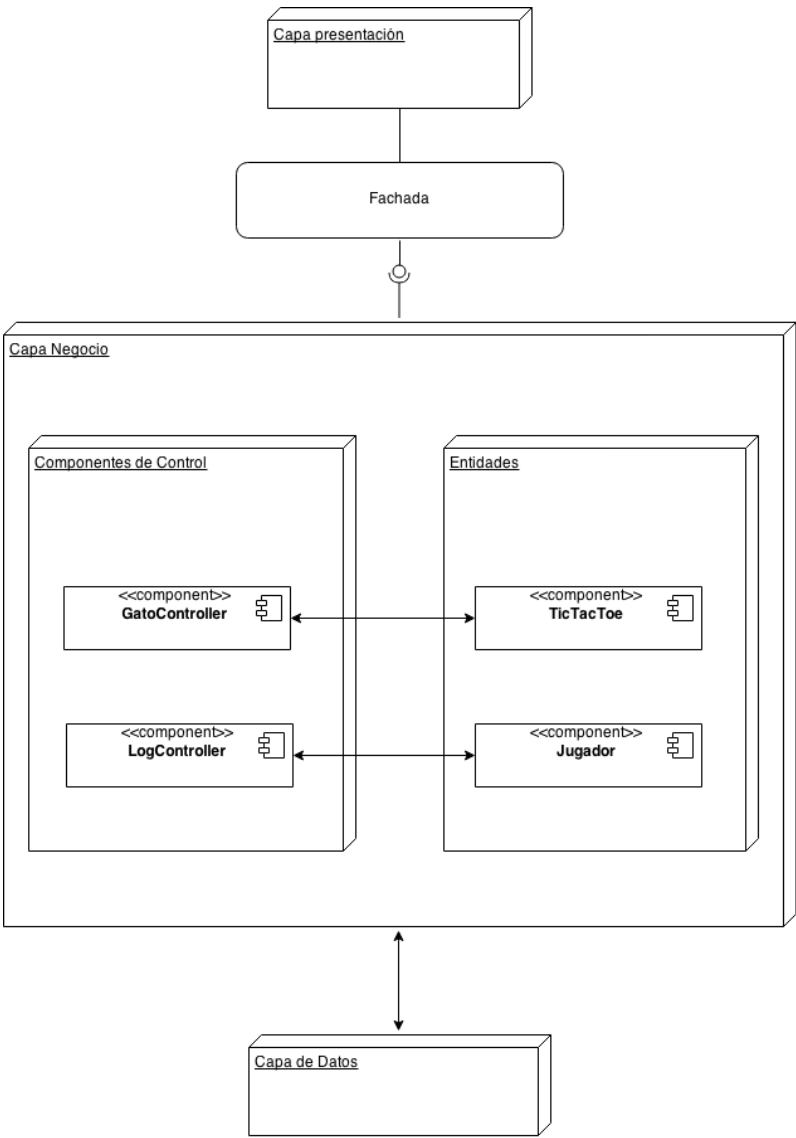 Capa presentación
Fachada
Capa Negocio
Componentes de Control
<<component>>
GatoController
<<component>>
LogController
Entidades
<<component>>
TicTacToe
<<component>>
Jugador
Capa de Datos